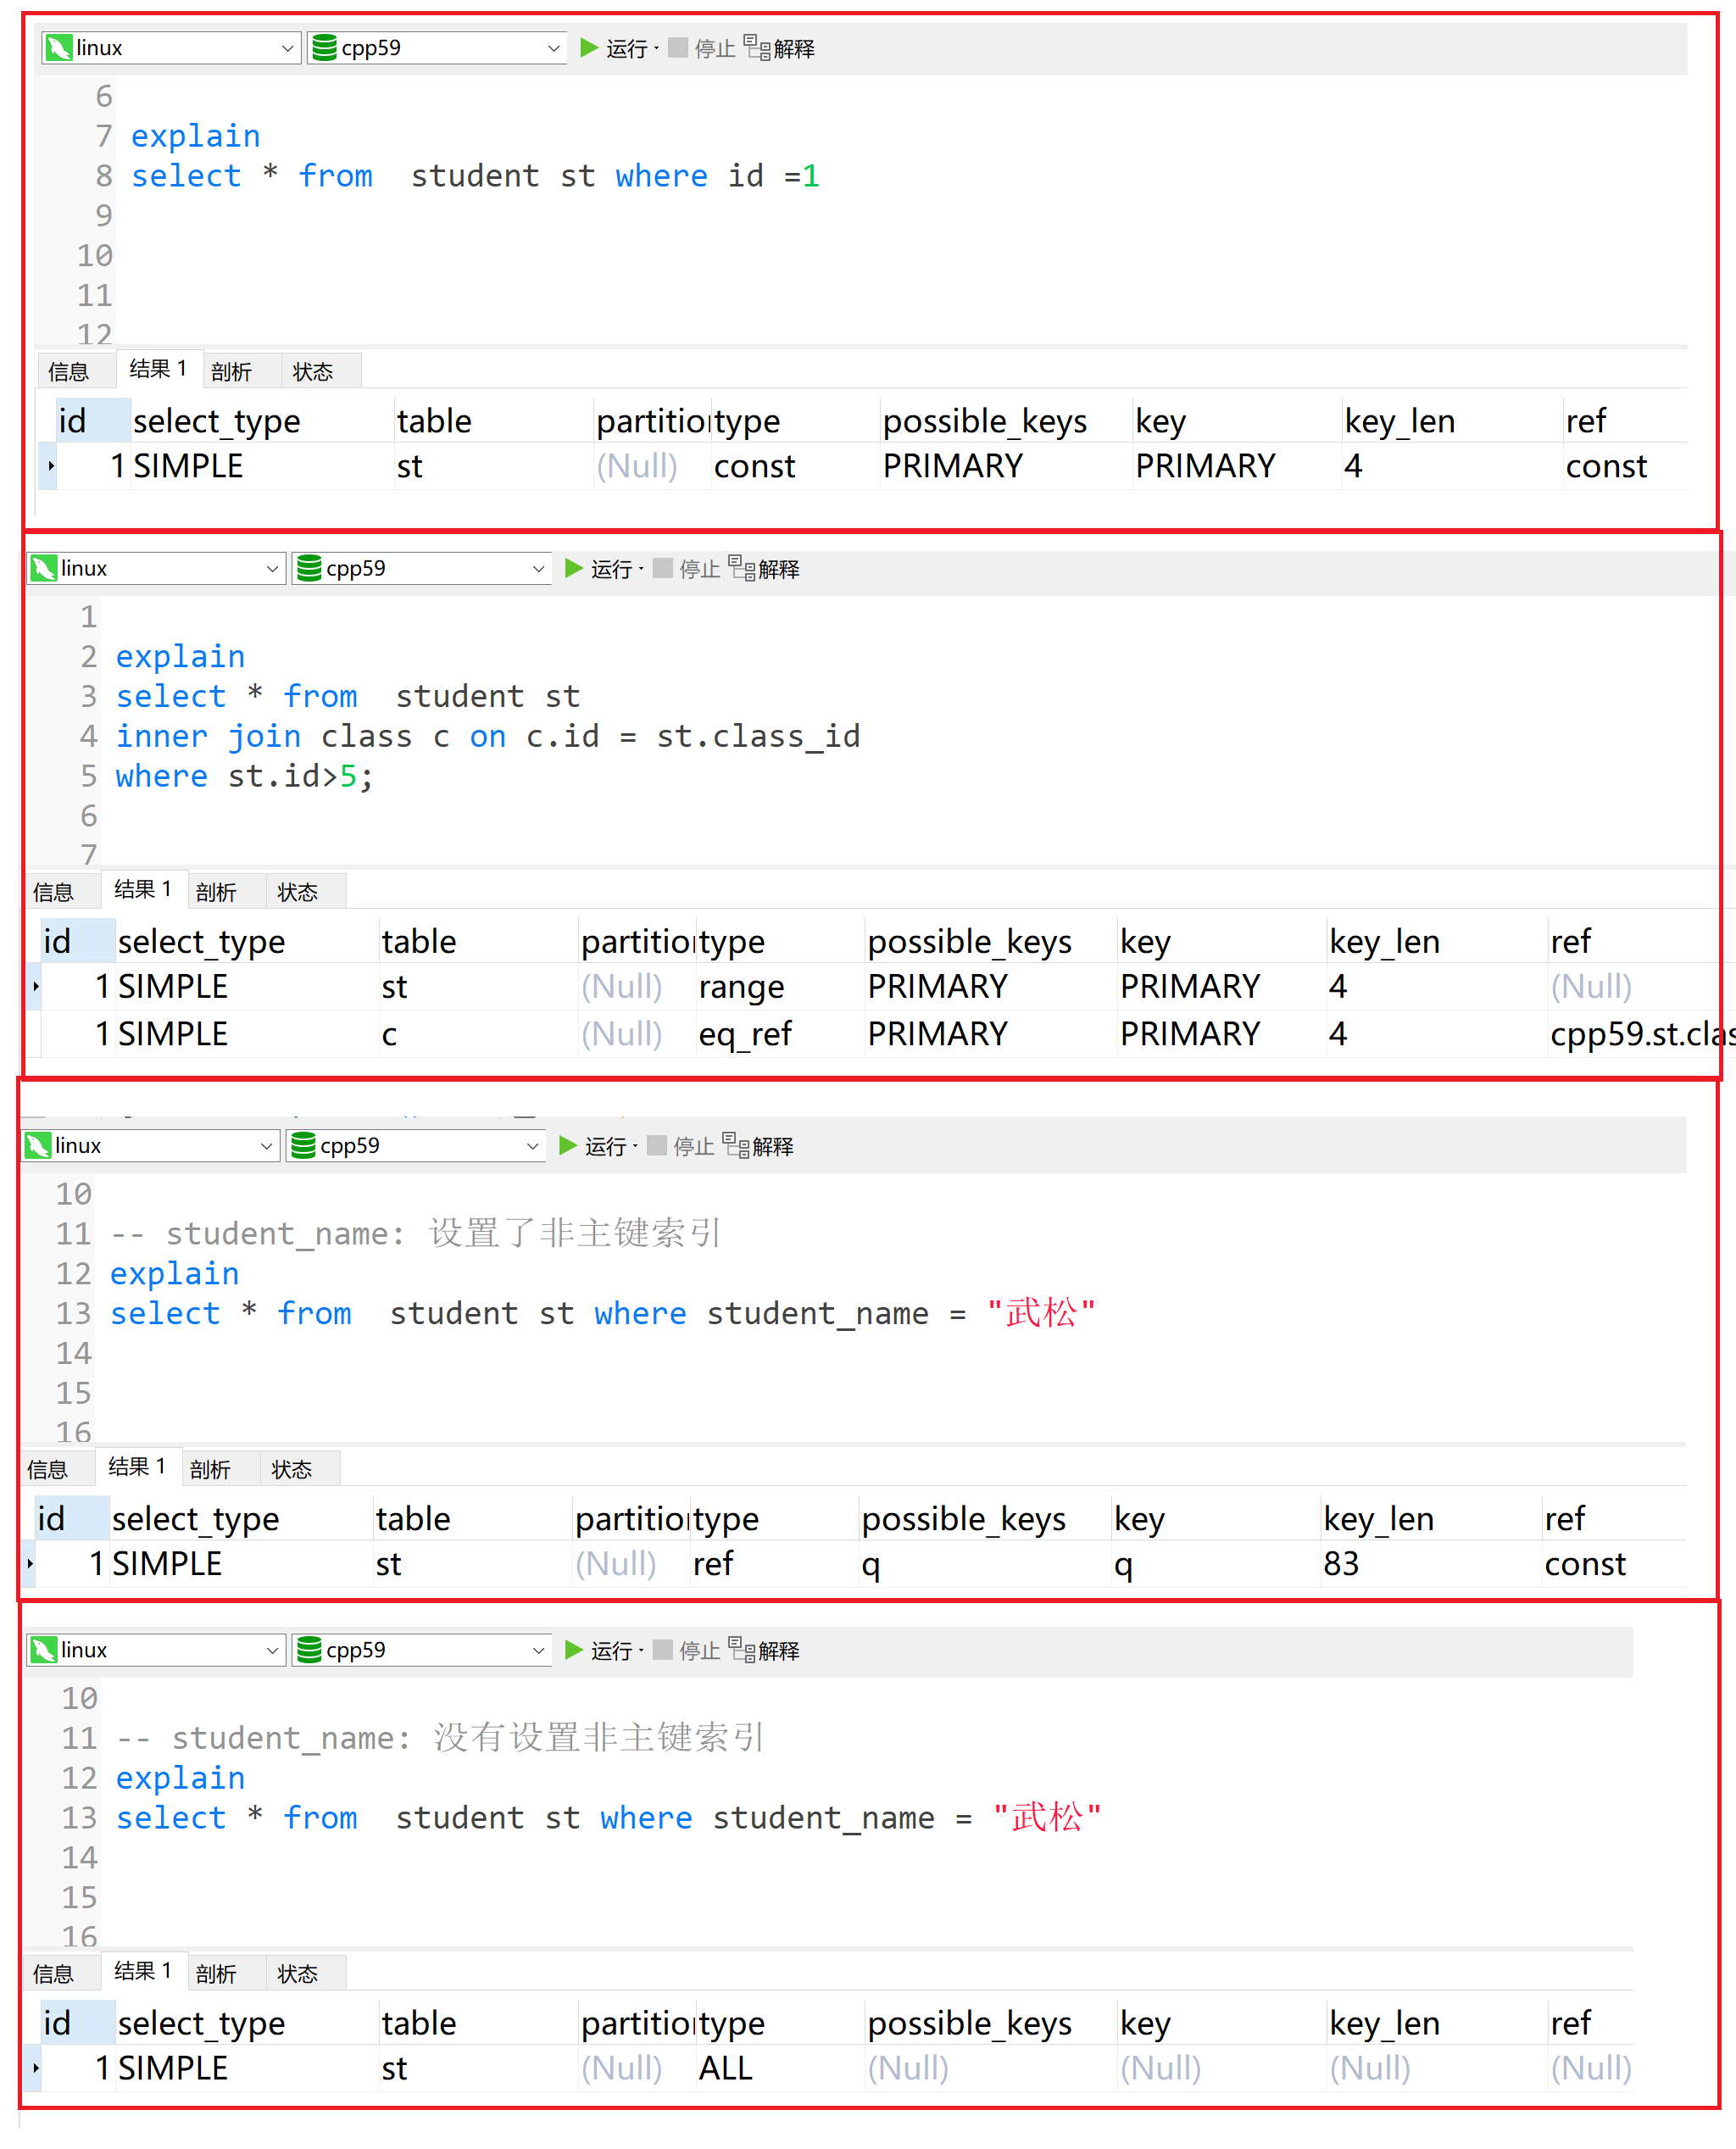 linux cpp59 运行 停止 解释
6
7 explain
8 select * from  student st where id =1
9
10
11
12
信息 结果 1 剖析 状态
id select_type table partitio type possible_keys key key_len ref
1 SIMPLE st (Null) const PRIMARY PRIMARY 4 const
linux cpp59 运行 停止 解释
1
2 explain
3 select * from  student st
4 inner join class c on c.id = st.class_id
5 where st.id>5;
6
7
信息 结果 1 剖析 状态
id select_type table partitio type possible_keys key key_len ref
1 SIMPLE st (Null) range PRIMARY PRIMARY 4 (Null)
1 SIMPLE c (Null) eq_ref PRIMARY PRIMARY 4 cpp59.st.clas
linux cpp59 运行 停止 解释
10
11 -- student_name: 设置了非主键索引
12 explain
13 select * from  student st where student_name = "武松"
14
15
16
信息 结果 1 剖析 状态
id select_type table partitio type possible_keys key key_len ref
1 SIMPLE st (Null) ref q q 83 const
linux cpp59 运行 停止 解释
10
11 -- student_name: 没有设置非主键索引
12 explain
13 select * from  student st where student_name = "武松"
14
15
16
信息 结果 1 剖析 状态
id select_type table partitio type possible_keys key key_len ref
1 SIMPLE st (Null) ALL (Null) (Null) (Null) (Null)